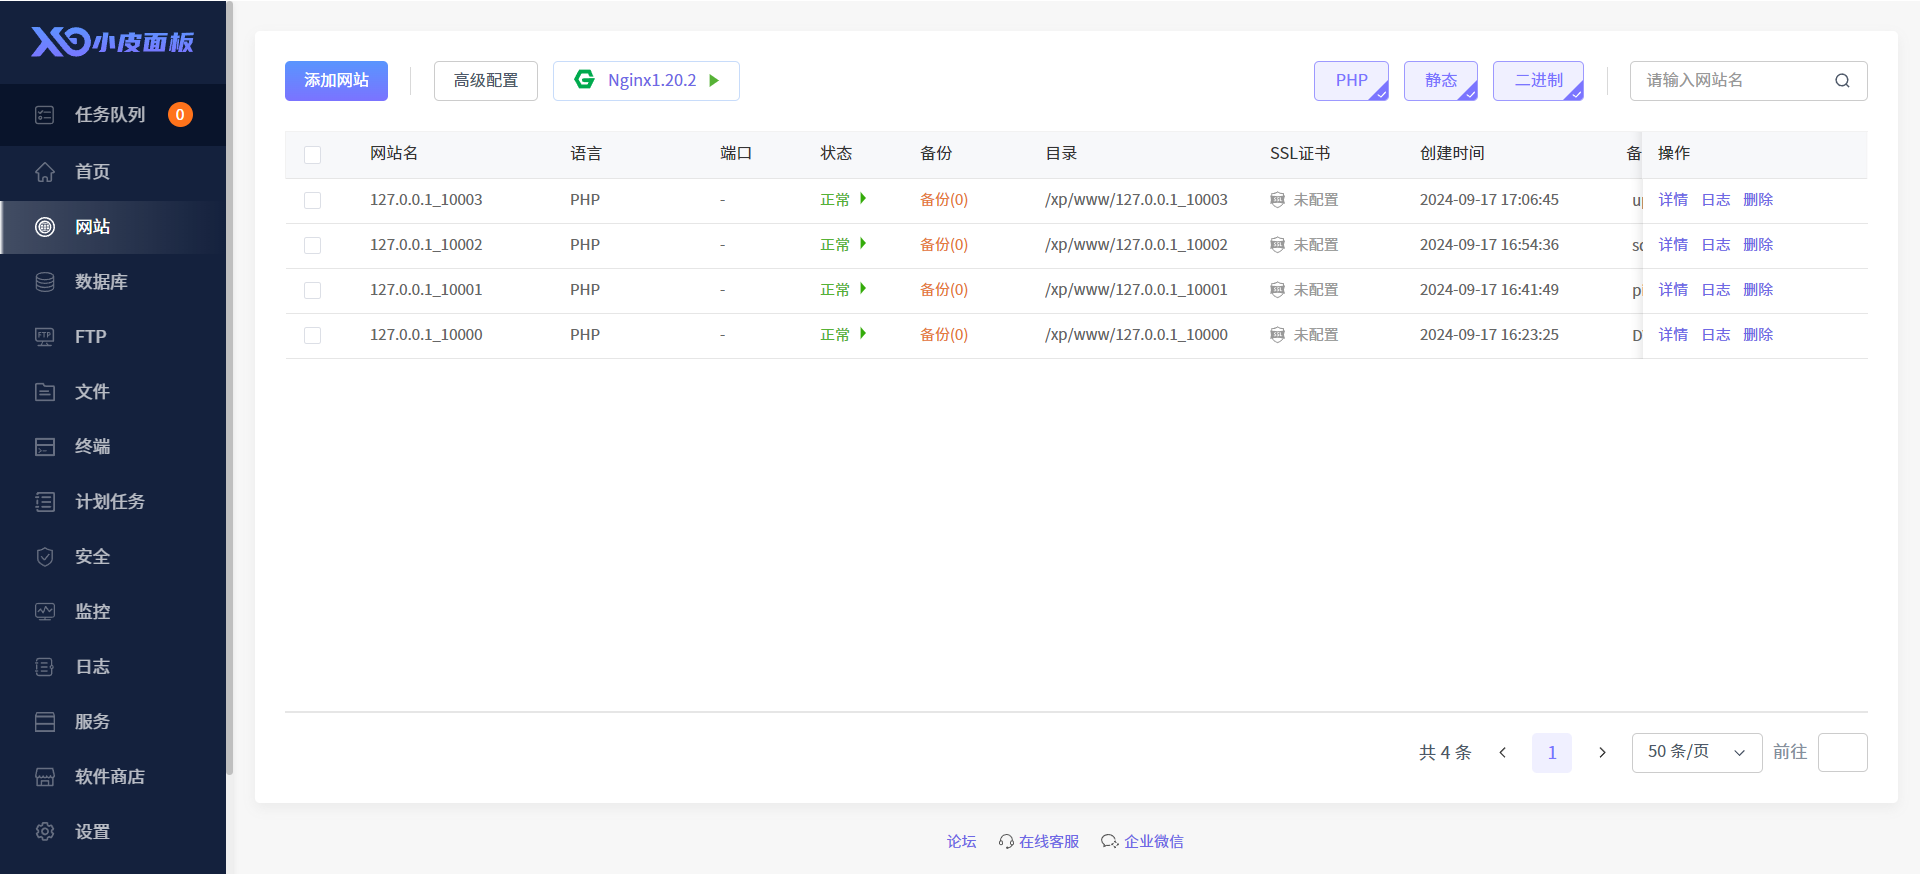 小皮面板
任务队列 0
首页
网站
数据库
FTP
文件
终端
计划任务
安全
监控
日志
服务
软件商店
设置
添加网站 高级配置 Nginx1.20.2 PHP 静态 二进制 请输入网站名
网站名 语言 端口 状态 备份 目录 SSL证书 创建时间 备 操作
127.0.0.1_10003 PHP - 正常 备份(0) /xp/www/127.0.0.1_10003 未配置 2024-09-17 17:06:45 详情 日志 删除
127.0.0.1_10002 PHP - 正常 备份(0) /xp/www/127.0.0.1_10002 未配置 2024-09-17 16:54:36 详情 日志 删除
127.0.0.1_10001 PHP - 正常 备份(0) /xp/www/127.0.0.1_10001 未配置 2024-09-17 16:41:49 详情 日志 删除
127.0.0.1_10000 PHP - 正常 备份(0) /xp/www/127.0.0.1_10000 未配置 2024-09-17 16:23:25 详情 日志 删除
共 4 条 1 50 条/页 前往
论坛 在线客服 企业微信